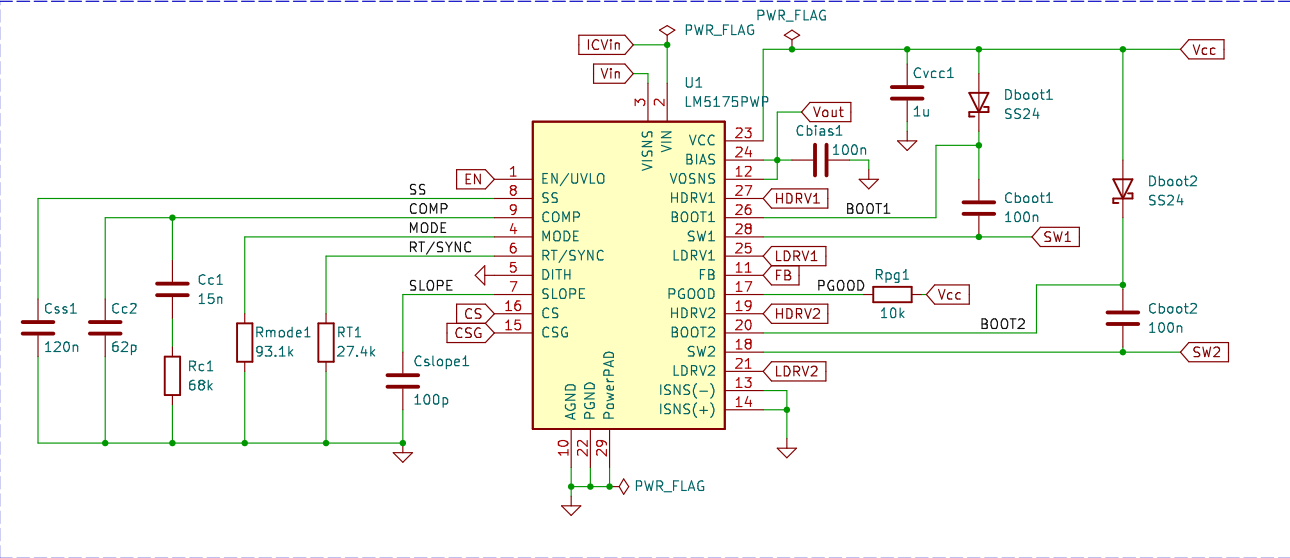 PWR_FLAG
PWR_FLAG
ICVin
Vin
Vcc
U1
LM5175PWP
3
2
VISNS
VIN
Cvcc1
1u
Dboot1
SS24
Vout
Cbias1
100n
EN
1
EN/UVLO
SS
8
SS
COMP
9
COMP
MODE
4
MODE
RT/SYNC
6
RT/SYNC
5
DITH
SLOPE
7
SLOPE
CS
16
CS
CSG
15
CSG
VCC
23
BIAS
24
VOSNS
12
HDRV1
27
HDRV1
BOOT1
26
BOOT1
SW1
28
SW1
LDRV1
25
LDRV1
FB
11
FB
PGOOD
17
PGOOD
Rpg1
10k
Vcc
HDRV2
19
HDRV2
BOOT2
20
BOOT2
SW2
18
SW2
LDRV2
21
LDRV2
ISNS(-)
13
ISNS(+)
14
Cboot1
100n
Dboot2
SS24
Cboot2
100n
Css1
120n
Cc2
62p
Cc1
15n
Rc1
68k
Rmode1
93.1k
RT1
27.4k
Cslope1
100p
AGND
PGND
PowerPAD
10
22
29
PWR_FLAG